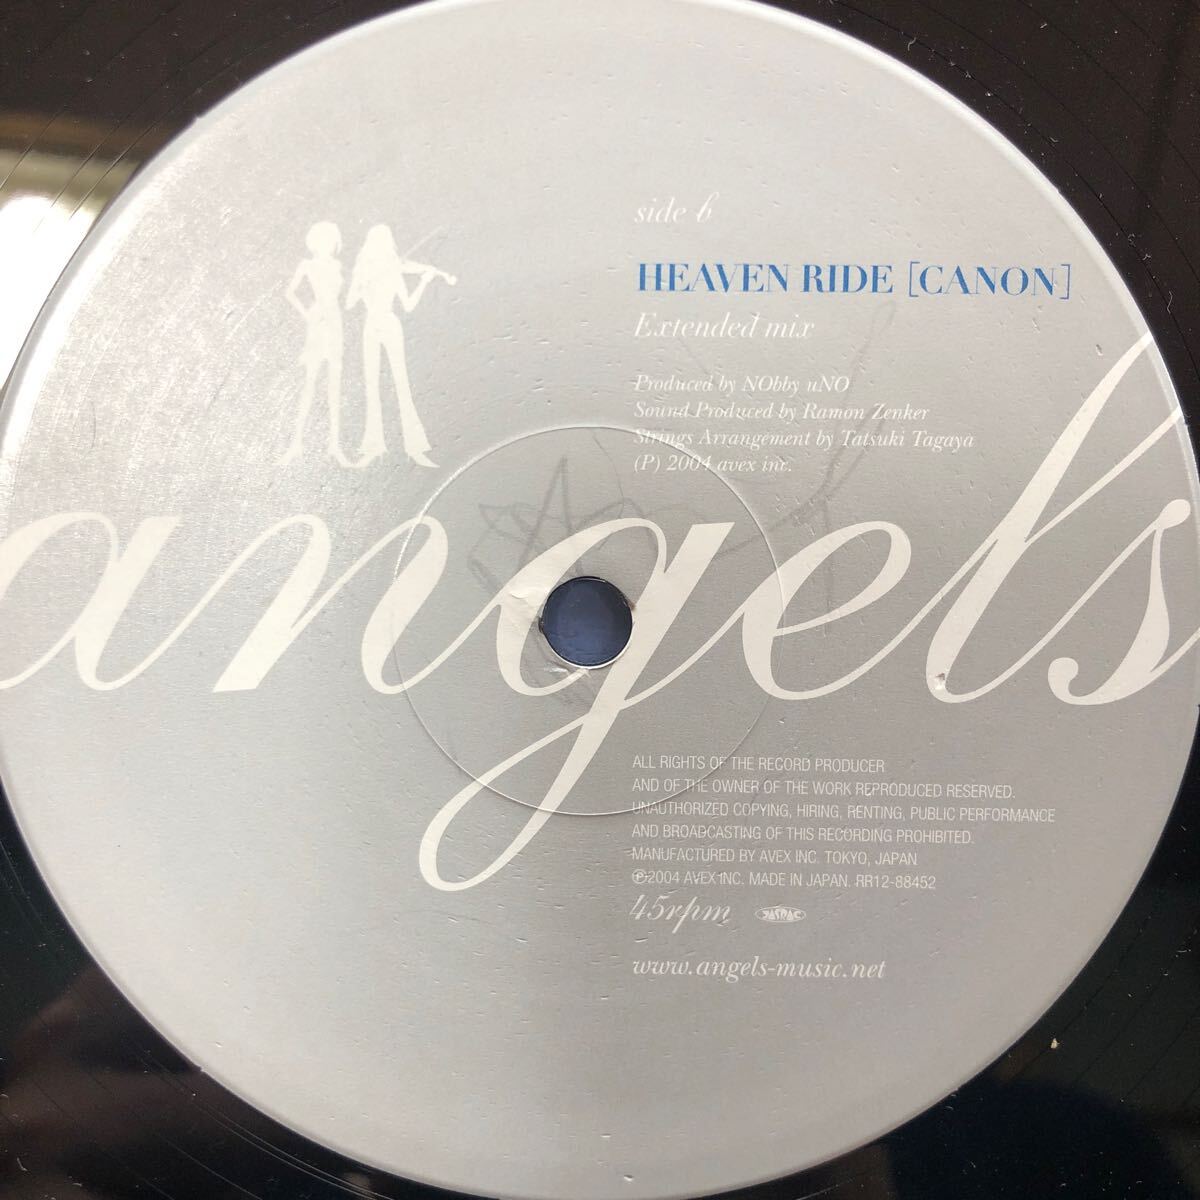 side b
HEAVEN RIDE [CANON]
Extended mix
Produced by NObby uNO
Sound Produced by Ramon Zenker
Strings Arrangement by Tatsuki Tagaya
(P) 2004 avex inc.
angels
ALL RIGHTS OF THE RECORD PRODUCER
AND OF THE OWNER OF THE WORK REPRODUCED RESERVED.
UNAUTHORIZED COPYING, HIRING, RENTING, PUBLIC PERFORMANCE
AND BROADCASTING OF THIS RECORDING PROHIBITED.
MANUFACTURED BY AVEX INC. TOKYO, JAPAN
℗2004 AVEX INC. MADE IN JAPAN. RR12-88452
45rpm JASRAC
www.angels-music.net